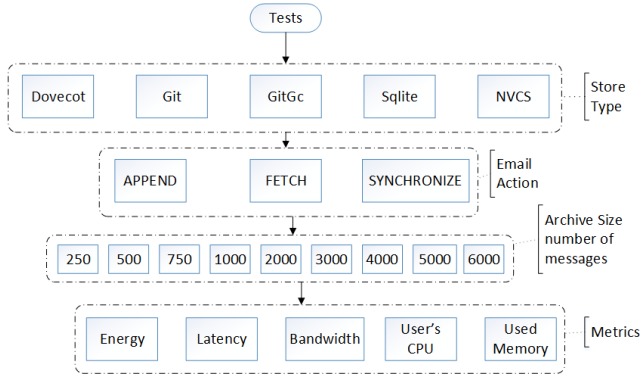 Tests
Dovecot Git GitGc Sqlite NVCS
Store
Type
APPEND FETCH SYNCHRONIZE
Email
Action
250 500 750 1000 2000 3000 4000 5000 6000
Archive Size
number of
messages
Energy Latency Bandwidth User's
CPU Used
Memory
Metrics